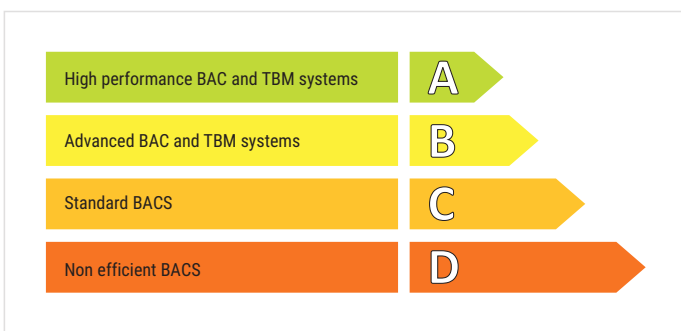 High performance BAC and TBM systems A
Advanced BAC and TBM systems B
Standard BACS C
Non efficient BACS D